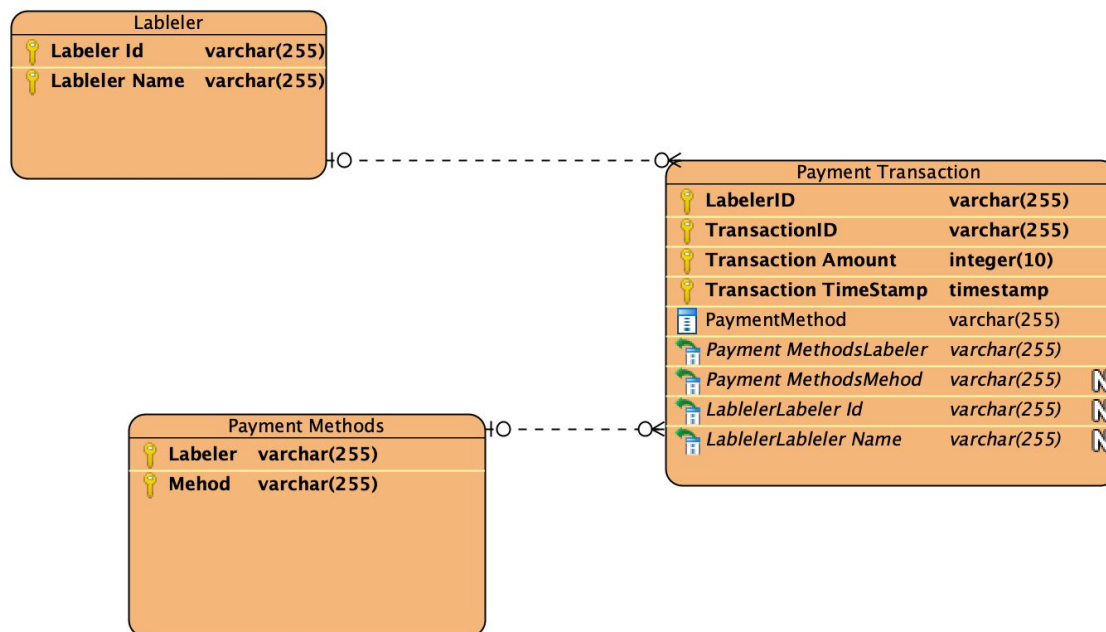 Lableler
Labeler Id varchar(255)
Lableler Name varchar(255)
Payment Transaction
LabelerID varchar(255)
TransactionID varchar(255)
Transaction Amount integer(10)
Transaction TimeStamp timestamp
PaymentMethod varchar(255)
Payment MethodsLabeler varchar(255)
Payment MethodsMehod varchar(255) N
LablelerLabeler Id varchar(255) N
LablelerLableler Name varchar(255) N
Payment Methods
Labeler varchar(255)
Mehod varchar(255)